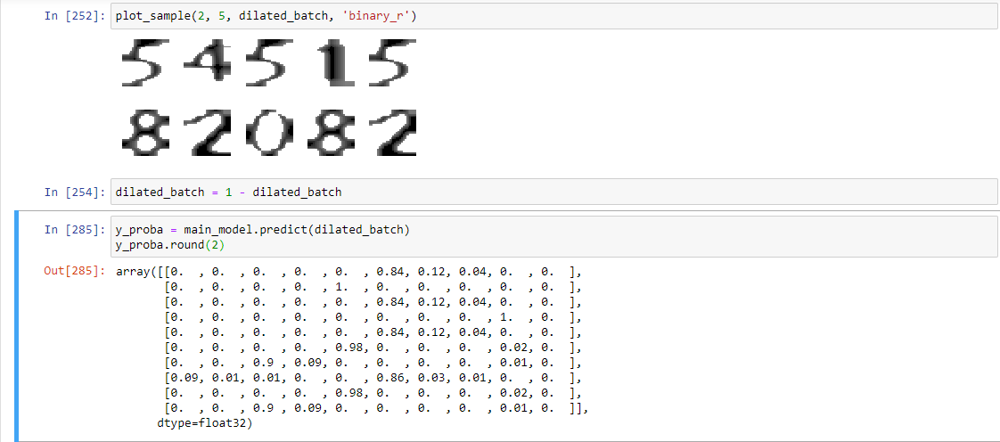 In [252]: plot_sample(2, 5, dilated_batch, 'binary_r')
5 4 5 1 5
8 2 0 8 2
In [254]: dilated_batch = 1 - dilated_batch
In [285]: y_proba = main_model.predict(dilated_batch)
y_proba.round(2)
Out[285]: array([[0.  , 0.  , 0.  , 0.  , 0.  , 0.84, 0.12, 0.04, 0.  , 0.  ],
[0.  , 0.  , 0.  , 0.  , 1.  , 0.  , 0.  , 0.  , 0.  , 0.  ],
[0.  , 0.  , 0.  , 0.  , 0.  , 0.84, 0.12, 0.04, 0.  , 0.  ],
[0.  , 0.  , 0.  , 0.  , 0.  , 0.  , 0.  , 0.  , 1.  , 0.  ],
[0.  , 0.  , 0.  , 0.  , 0.  , 0.84, 0.12, 0.04, 0.  , 0.  ],
[0.  , 0.  , 0.  , 0.  , 0.98, 0.  , 0.  , 0.  , 0.02, 0.  ],
[0.  , 0.  , 0.9 , 0.09, 0.  , 0.  , 0.  , 0.  , 0.01, 0.  ],
[0.09, 0.01, 0.01, 0.  , 0.  , 0.86, 0.03, 0.01, 0.  , 0.  ],
[0.  , 0.  , 0.  , 0.  , 0.98, 0.  , 0.  , 0.  , 0.02, 0.  ],
[0.  , 0.  , 0.9 , 0.09, 0.  , 0.  , 0.  , 0.  , 0.01, 0.  ]],
dtype=float32)